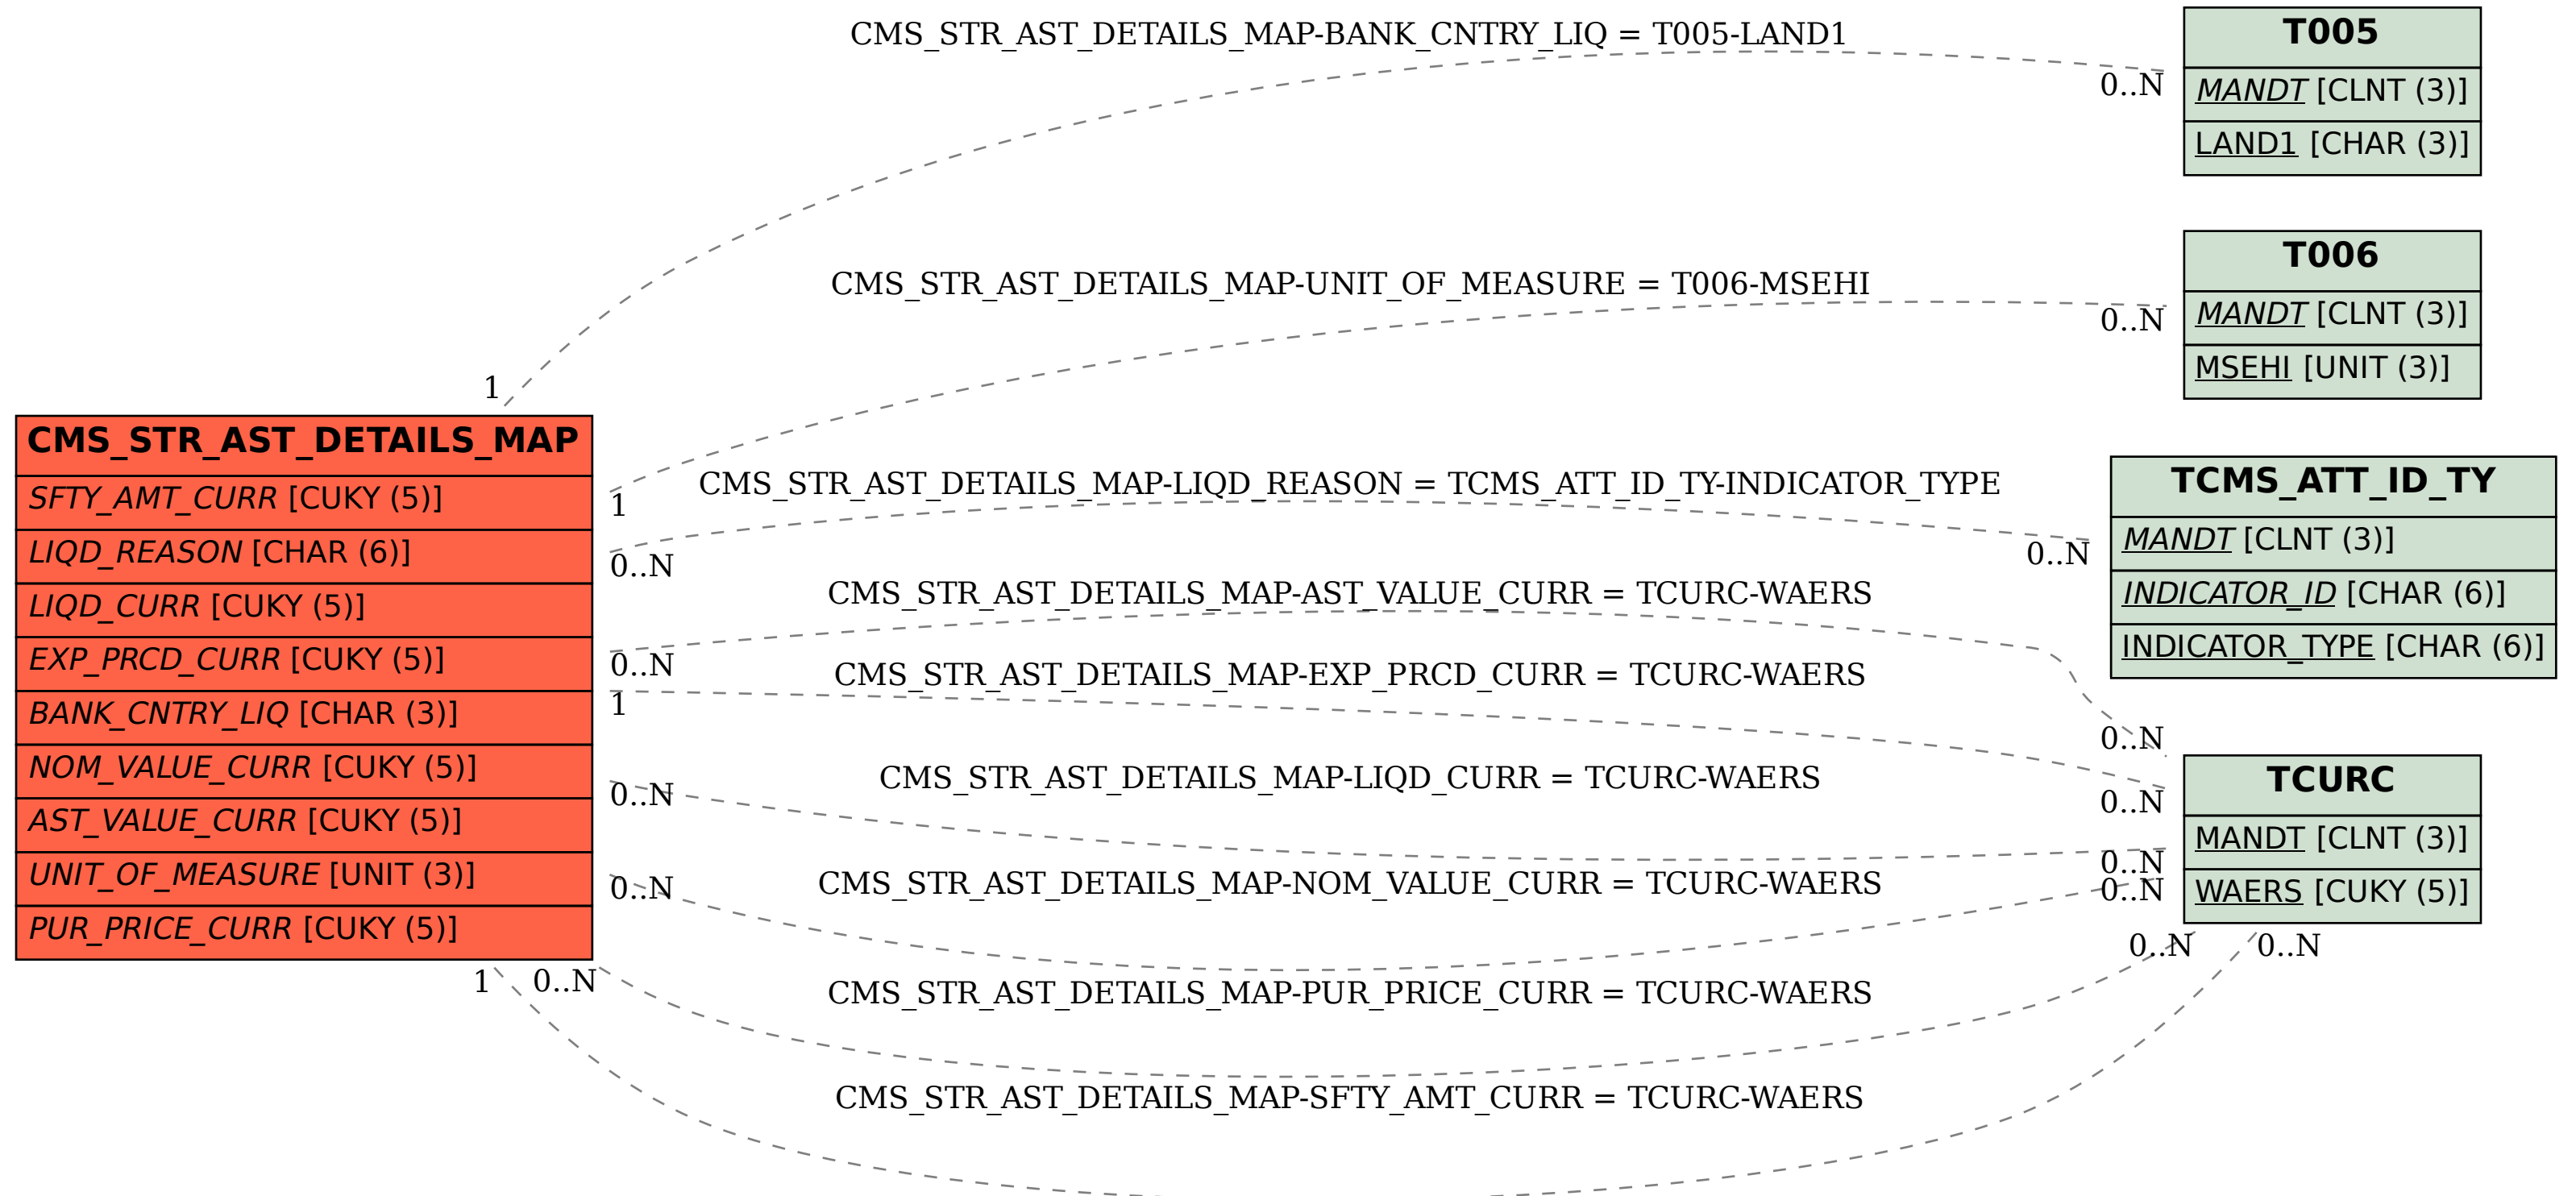 CMS_STR_AST_DETAILS_MAP-BANK_CNTRY_LIQ = T005-LAND1
0..N
1
T005
MANDT [CLNT (3)]
LAND1 [CHAR (3)]
CMS_STR_AST_DETAILS_MAP-UNIT_OF_MEASURE = T006-MSEHI
0..N
1
T006
MANDT [CLNT (3)]
MSEHI [UNIT (3)]
CMS_STR_AST_DETAILS_MAP
SFTY_AMT_CURR [CUKY (5)]
LIQD_REASON [CHAR (6)]
LIQD_CURR [CUKY (5)]
EXP_PRCD_CURR [CUKY (5)]
BANK_CNTRY_LIQ [CHAR (3)]
NOM_VALUE_CURR [CUKY (5)]
AST_VALUE_CURR [CUKY (5)]
UNIT_OF_MEASURE [UNIT (3)]
PUR_PRICE_CURR [CUKY (5)]
CMS_STR_AST_DETAILS_MAP-LIQD_REASON = TCMS_ATT_ID_TY-INDICATOR_TYPE
0..N
0..N
TCMS_ATT_ID_TY
MANDT [CLNT (3)]
INDICATOR_ID [CHAR (6)]
INDICATOR_TYPE [CHAR (6)]
CMS_STR_AST_DETAILS_MAP-AST_VALUE_CURR = TCURC-WAERS
0..N
0..N
CMS_STR_AST_DETAILS_MAP-EXP_PRCD_CURR = TCURC-WAERS
1
0..N
CMS_STR_AST_DETAILS_MAP-LIQD_CURR = TCURC-WAERS
0..N
0..N
TCURC
MANDT [CLNT (3)]
WAERS [CUKY (5)]
CMS_STR_AST_DETAILS_MAP-NOM_VALUE_CURR = TCURC-WAERS
0..N
0..N
CMS_STR_AST_DETAILS_MAP-PUR_PRICE_CURR = TCURC-WAERS
0..N
0..N
CMS_STR_AST_DETAILS_MAP-SFTY_AMT_CURR = TCURC-WAERS
1
0..N